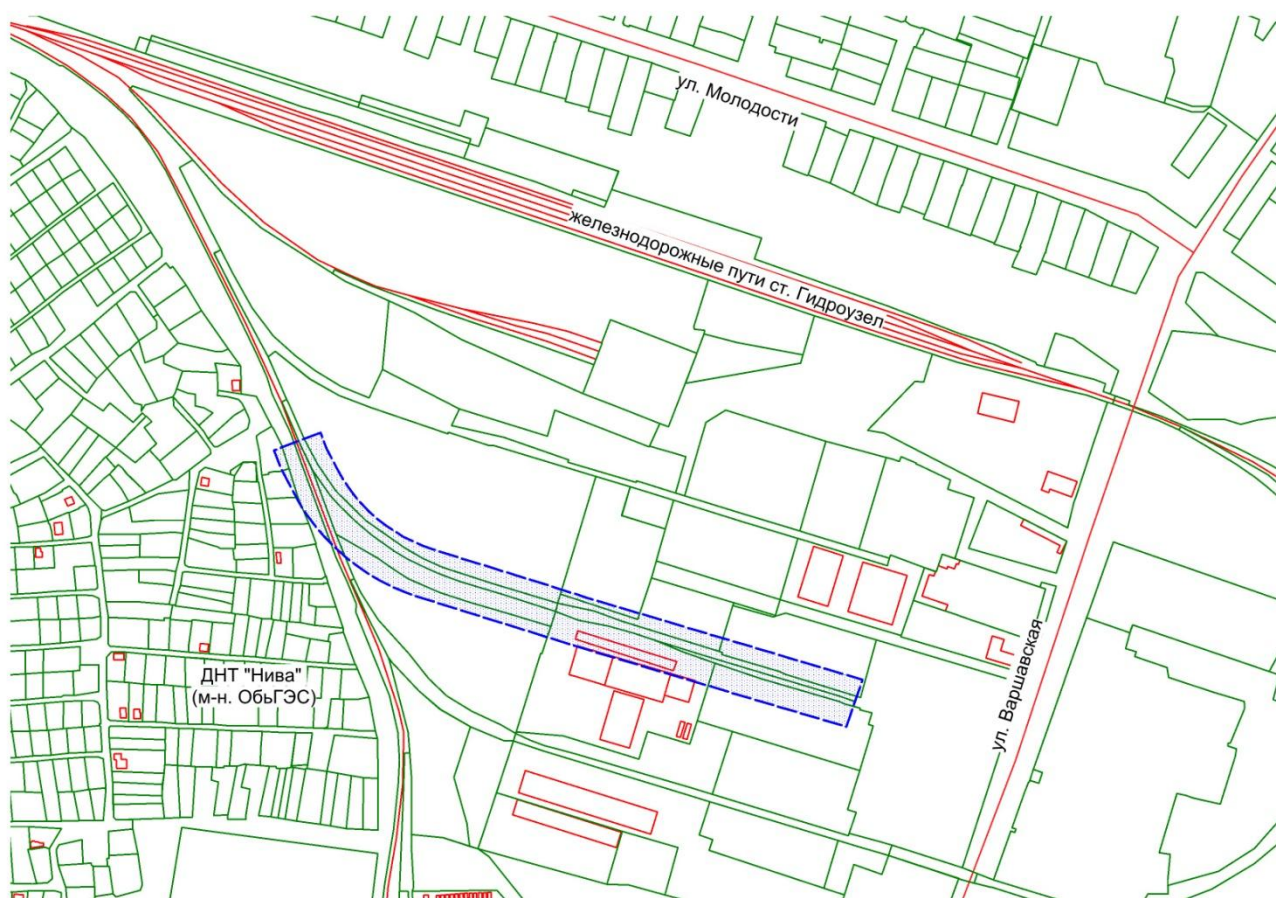 ул. Молодости
железнодорожные пути ст. Гидроузел
ул. Варшавская
ДНТ "Нива"
(м-н. ОбьГЭС)